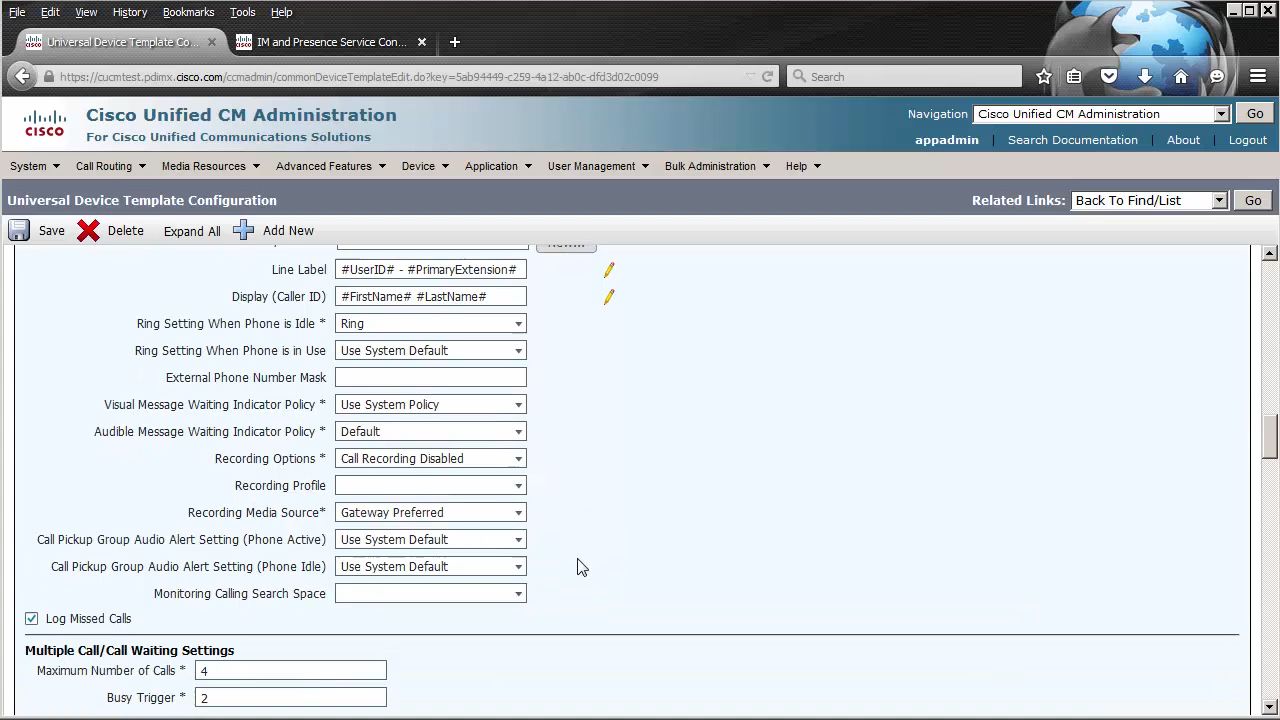 File Edit View History Bookmarks Tools Help
Universal Device Template Co... × IM and Presence Service Con... ×
https://cucmtest.pdimx.cisco.com/ccmadmin/commonDeviceTemplateEdit.do?key=5ab94449-c259-4a12-ab0c-dfd3d02c0099 Search
CISCO
Cisco Unified CM Administration
For Cisco Unified Communications Solutions
Navigation Cisco Unified CM Administration Go
appadmin | Search Documentation | About | Logout
System Call Routing Media Resources Advanced Features Device Application User Management Bulk Administration Help
Universal Device Template Configuration Related Links: Back To Find/List Go
Save Delete Expand All Add New
Line Label #UserID# - #PrimaryExtension#
Display (Caller ID) #FirstName# #LastName#
Ring Setting When Phone is Idle * Ring
Ring Setting When Phone is in Use Use System Default
External Phone Number Mask
Visual Message Waiting Indicator Policy * Use System Policy
Audible Message Waiting Indicator Policy * Default
Recording Options * Call Recording Disabled
Recording Profile
Recording Media Source* Gateway Preferred
Call Pickup Group Audio Alert Setting (Phone Active) Use System Default
Call Pickup Group Audio Alert Setting (Phone Idle) Use System Default
Monitoring Calling Search Space
Log Missed Calls
Multiple Call/Call Waiting Settings
Maximum Number of Calls * 4
Busy Trigger * 2